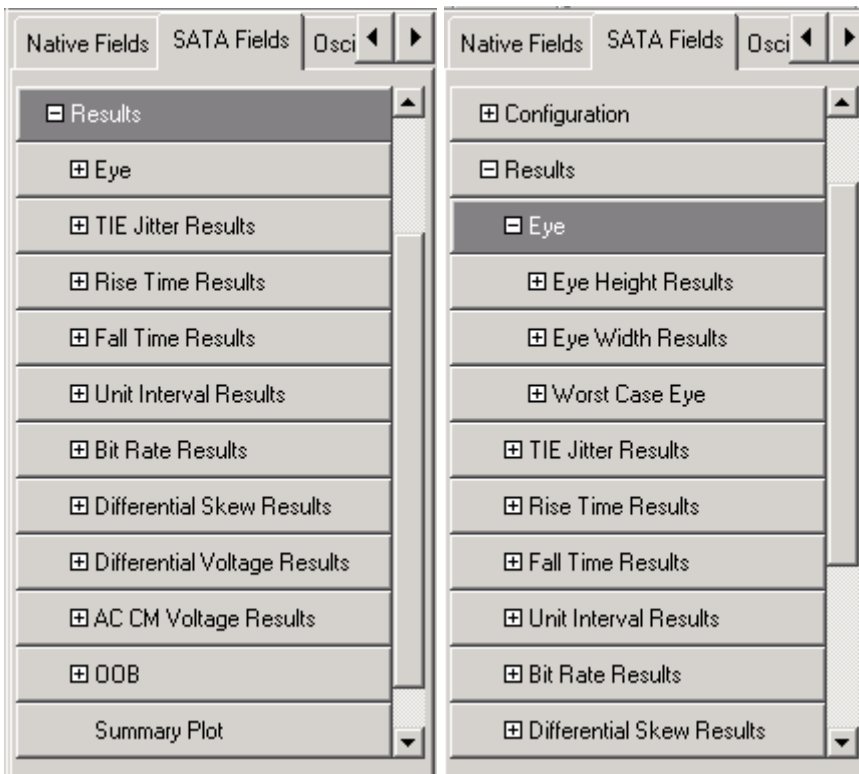 Native Fields SATA Fields Osci
Results
Eye
TIE Jitter Results
Rise Time Results
Fall Time Results
Unit Interval Results
Bit Rate Results
Differential Skew Results
Differential Voltage Results
AC CM Voltage Results
OOB
Summary Plot
Native Fields SATA Fields Osci
Configuration
Results
Eye
Eye Height Results
Eye Width Results
Worst Case Eye
TIE Jitter Results
Rise Time Results
Fall Time Results
Unit Interval Results
Bit Rate Results
Differential Skew Results